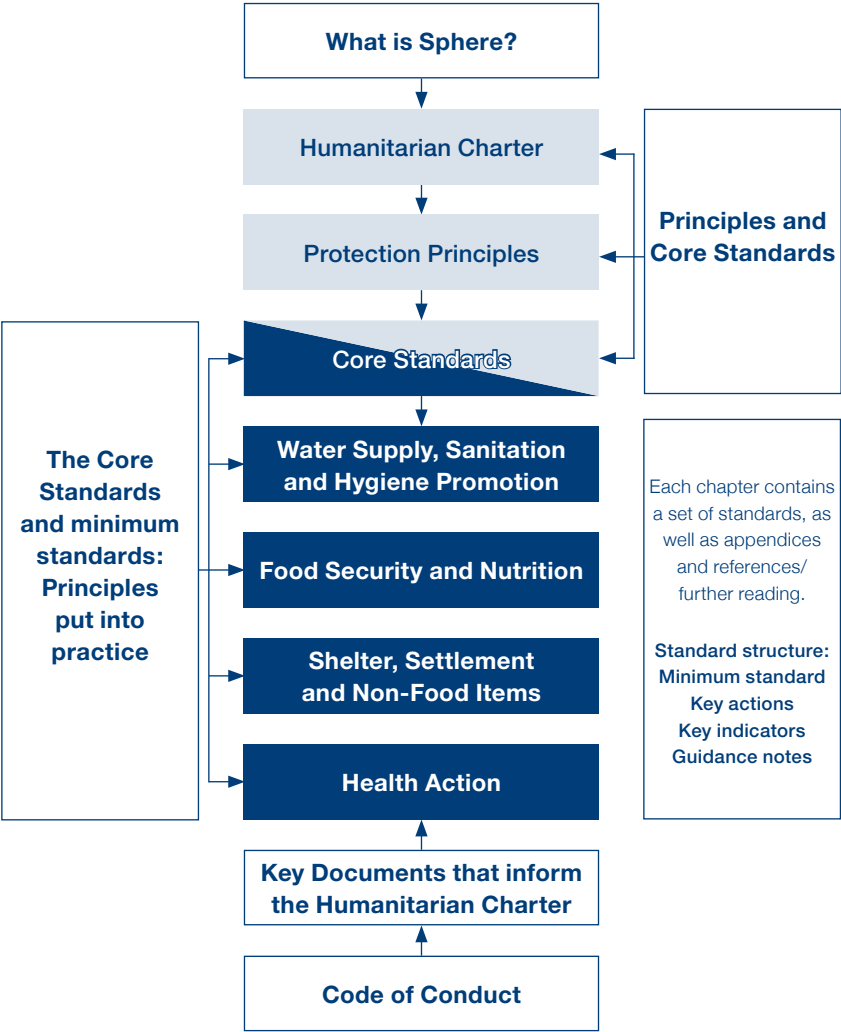 What is Sphere?
Humanitarian Charter
Protection Principles
Principles and
Core Standards
Core Standards
The Core
Standards
and minimum
standards:
Principles
put into
practice
Water Supply, Sanitation
and Hygiene Promotion
Food Security and Nutrition
Shelter, Settlement
and Non-Food Items
Health Action
Each chapter contains
a set of standards, as
well as appendices
and references/
further reading.
Standard structure:
Minimum standard
Key actions
Key indicators
Guidance notes
Key Documents that inform
the Humanitarian Charter
Code of Conduct